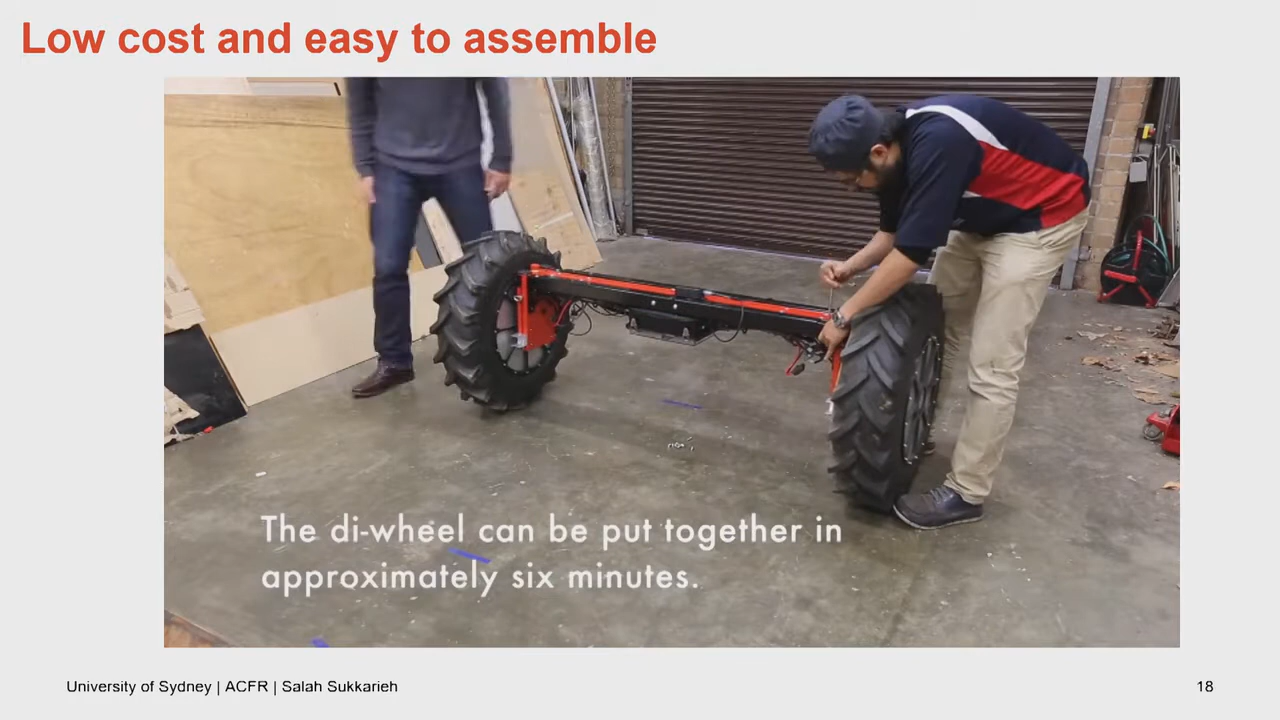 Low cost and easy to assemble
The di-wheel can be put together in
approximately six minutes.
University of Sydney | ACFR | Salah Sukkarieh
18